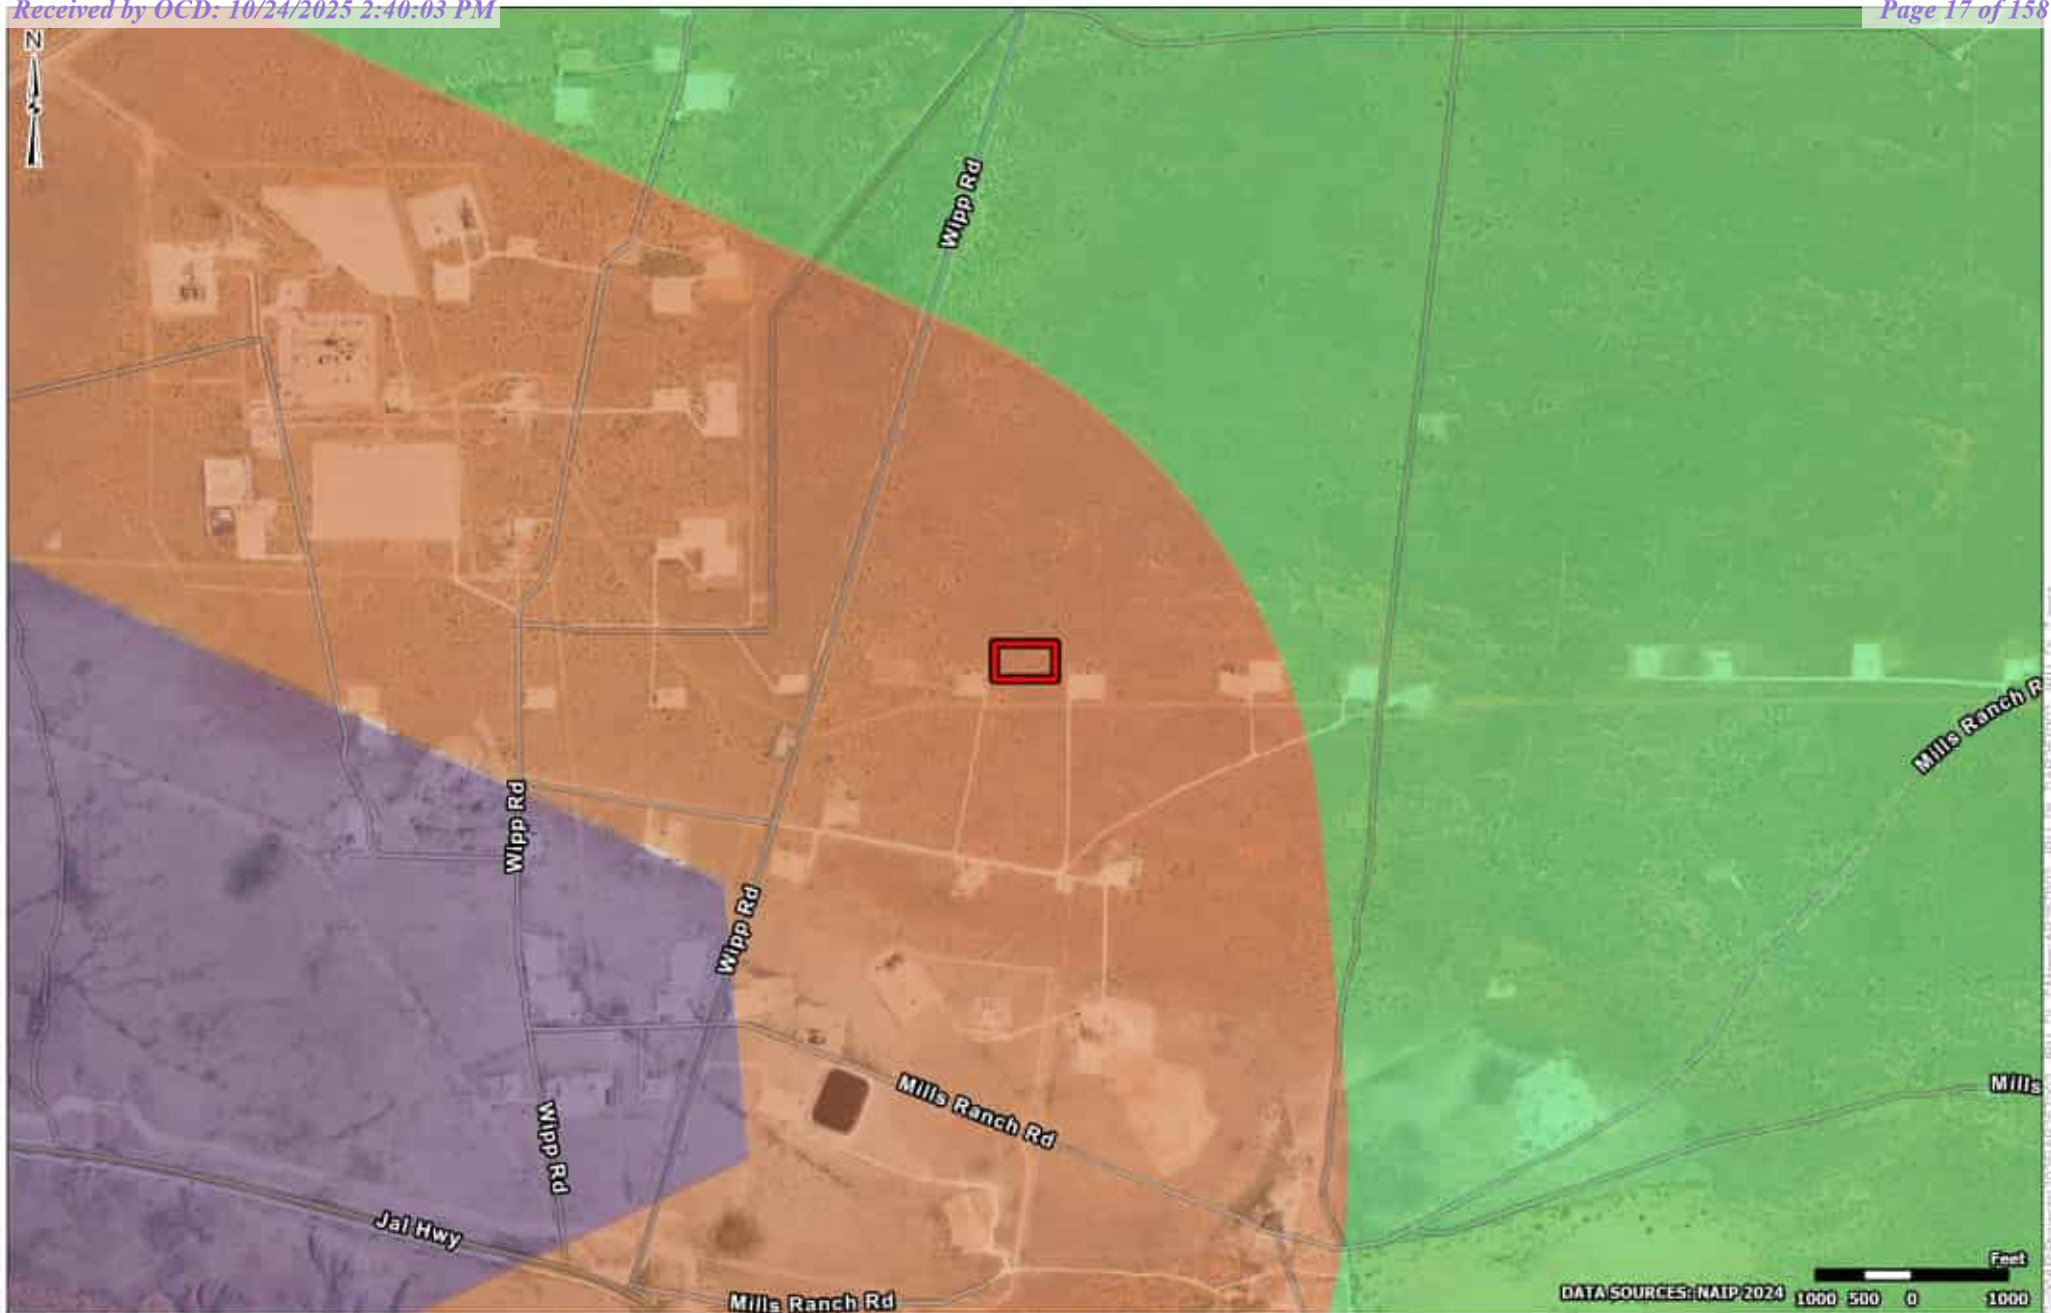 Received by OCD: 10/24/2025 2:40:03 PM
Page 17 of 158
N
Wipp Rd
Mills Ranch R
Wipp Rd
Wipp Rd
Mills Ranch Rd
Mills
Wipp Rd
Jal Hwy
Mills Ranch Rd
Feet
DATA SOURCES: NAIP 2024
1000 500 0 1000